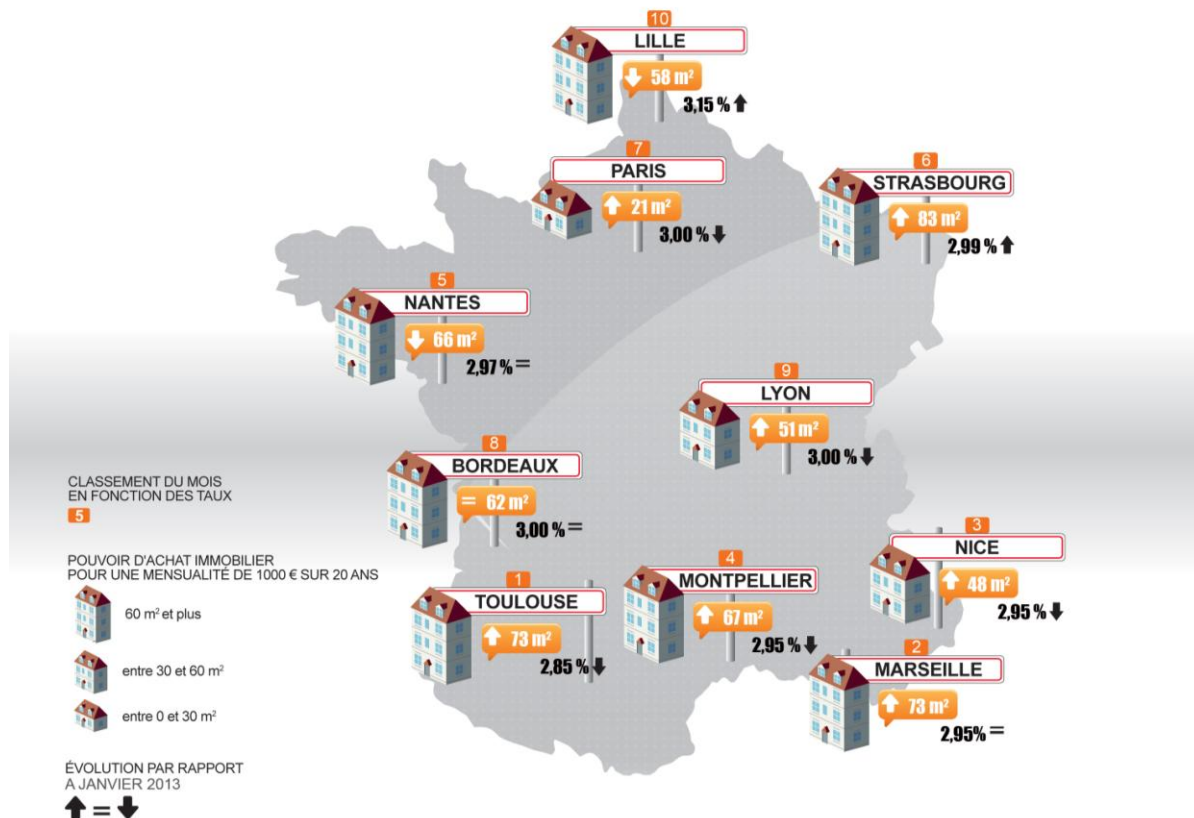 10
LILLE
58 m²
3,15 %
7
PARIS
21 m²
3,00 %
6
STRASBOURG
83 m²
2,99 %
5
NANTES
66 m²
2,97 % =
9
LYON
51 m²
3,00 %
8
BORDEAUX
= 62 m²
3,00 % =
3
NICE
48 m²
2,95 %
4
MONTPELLIER
67 m²
2,95 %
1
TOULOUSE
73 m²
2,85 %
2
MARSEILLE
73 m²
2,95% =
CLASSEMENT DU MOIS
EN FONCTION DES TAUX
5
POUVOIR D'ACHAT IMMOBILIER
POUR UNE MENSUALITÉ DE 1000 € SUR 20 ANS
60 m² et plus
entre 30 et 60 m²
entre 0 et 30 m²
ÉVOLUTION PAR RAPPORT
A JANVIER 2013
=